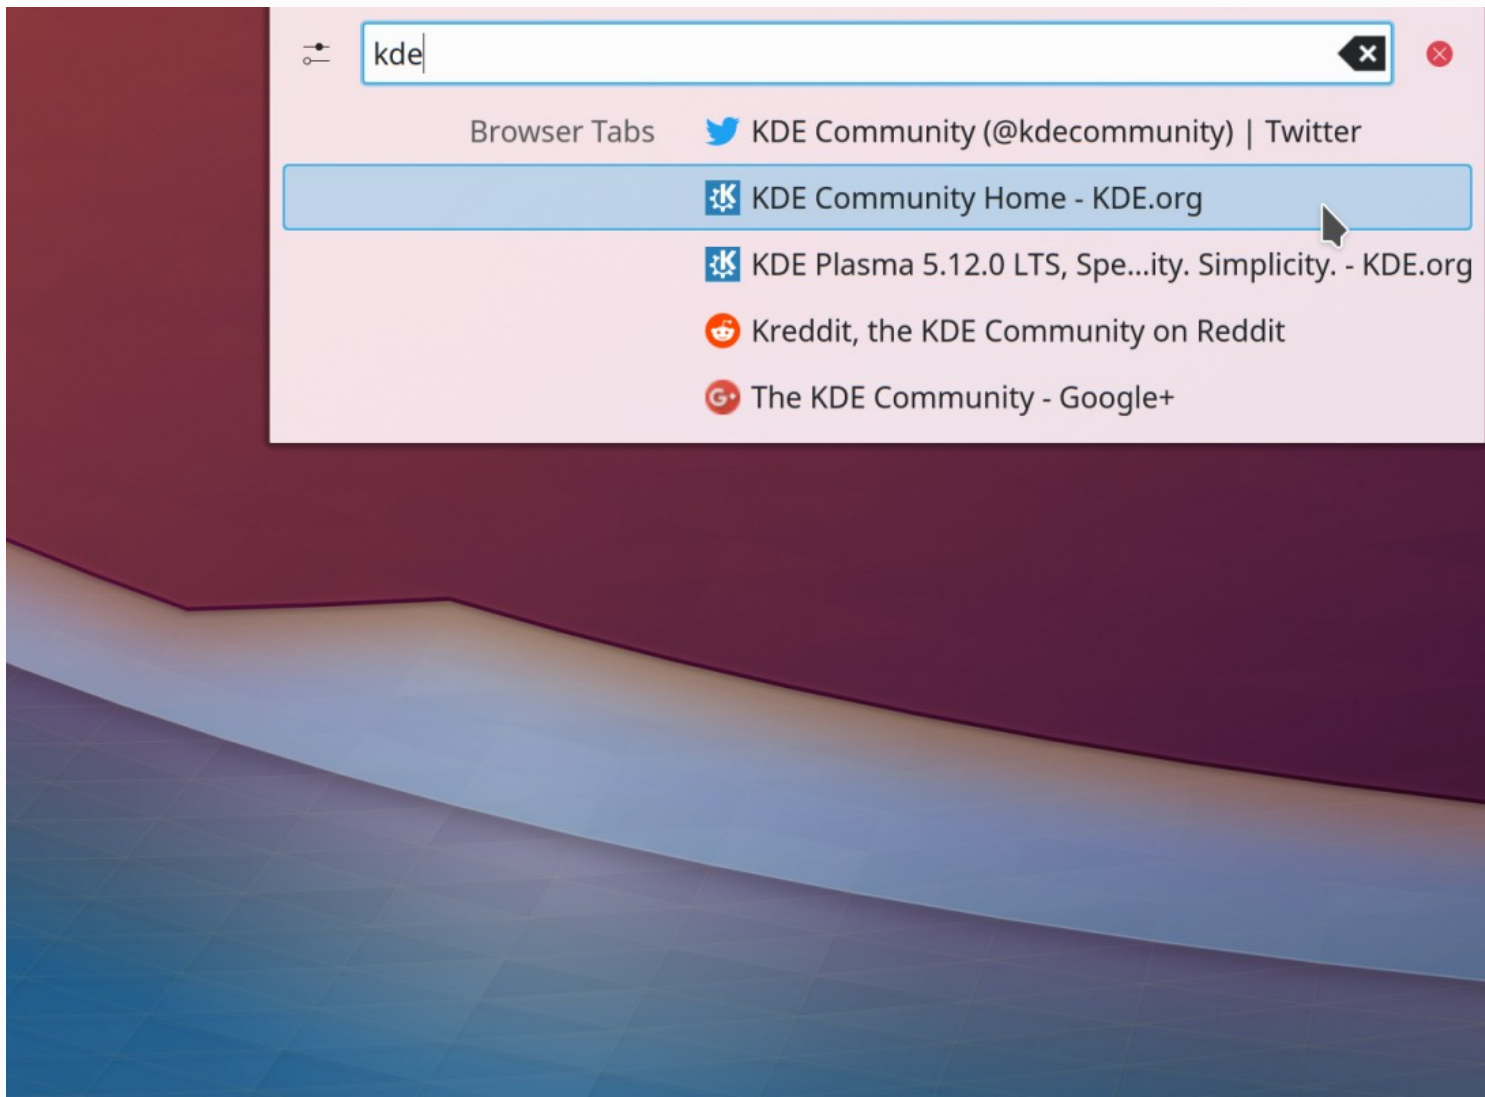 kde
Browser Tabs KDE Community (@kdecommunity) | Twitter
KDE Community Home - KDE.org
KDE Plasma 5.12.0 LTS, Spe...ity. Simplicity. - KDE.org
Kreddit, the KDE Community on Reddit
The KDE Community - Google+